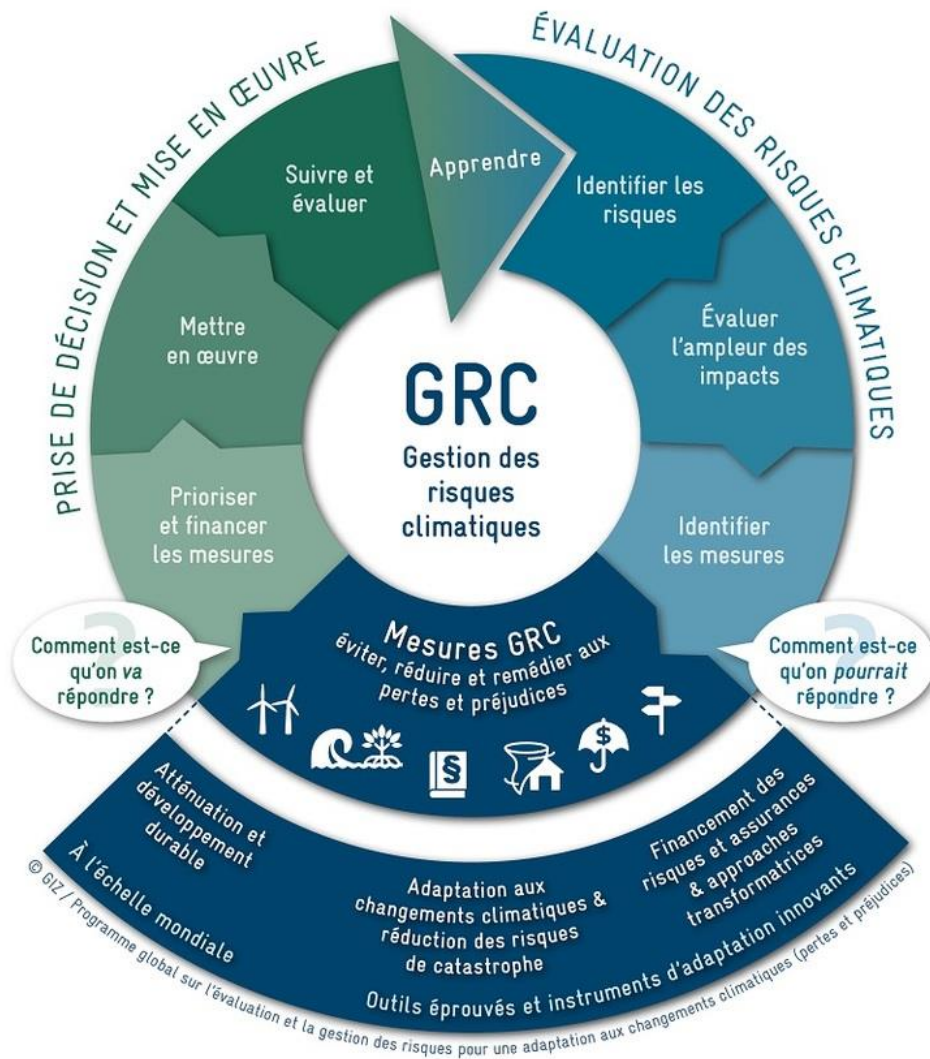 PRISE DE DÉCISION ET MISE EN ŒUVRE
ÉVALUATION DES RISQUES CLIMATIQUES
Apprendre
Identifier les
risques
Évaluer
l'ampleur des
impacts
Identifier
les mesures
Comment est-ce
qu'on pourrait
répondre ?
Mesures GRC
éviter, réduire et remédier aux
pertes et préjudices
§
$
Comment est-ce
qu'on va
répondre ?
Prioriser
et financer
les mesures
Mettre
en œuvre
Suivre et
évaluer
GRC
Gestion des
risques
climatiques
Atténuation et
développement
durable
À l'échelle mondiale
Adaptation aux
changements climatiques &
réduction des risques
de catastrophe
Financement des
risques et assurances
& approches
transformatrices
Outils éprouvés et instruments d'adaptation innovants
© GIZ / Programme global sur l'évaluation et la gestion des risques pour une adaptation aux changements climatiques (pertes et préjudices)